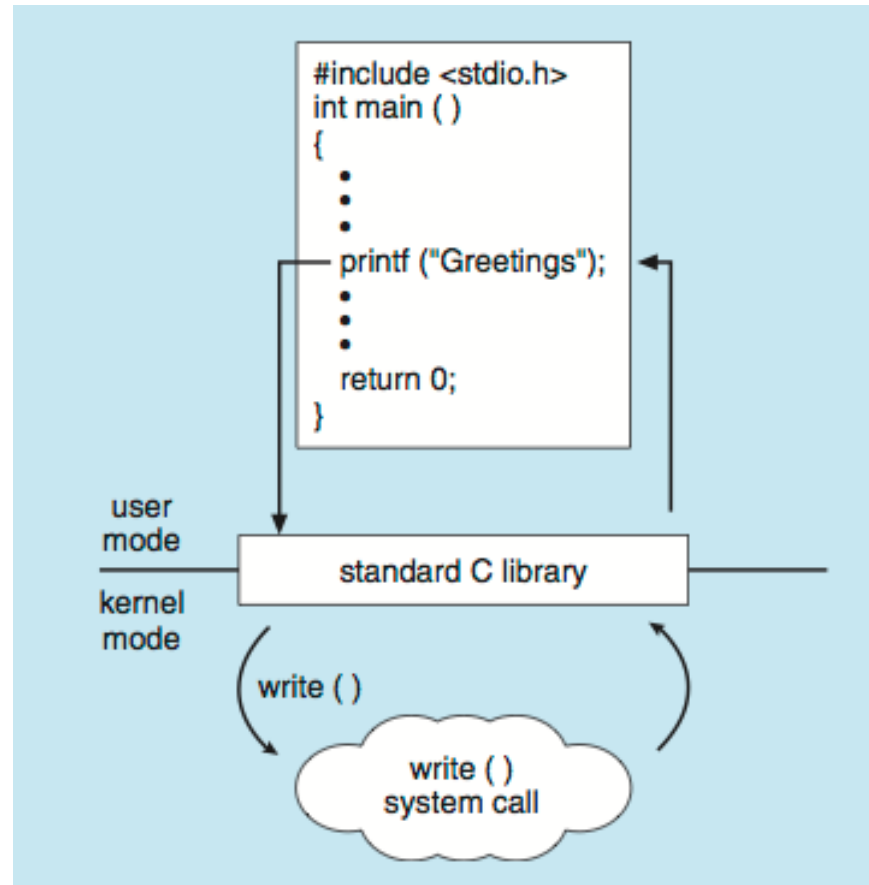 #include <stdio.h>
int main ( )
{
•
•
•
printf ("Greetings");
•
•
•
return 0;
}
user
mode
standard C library
kernel
mode
write ( )
write ( )
system call